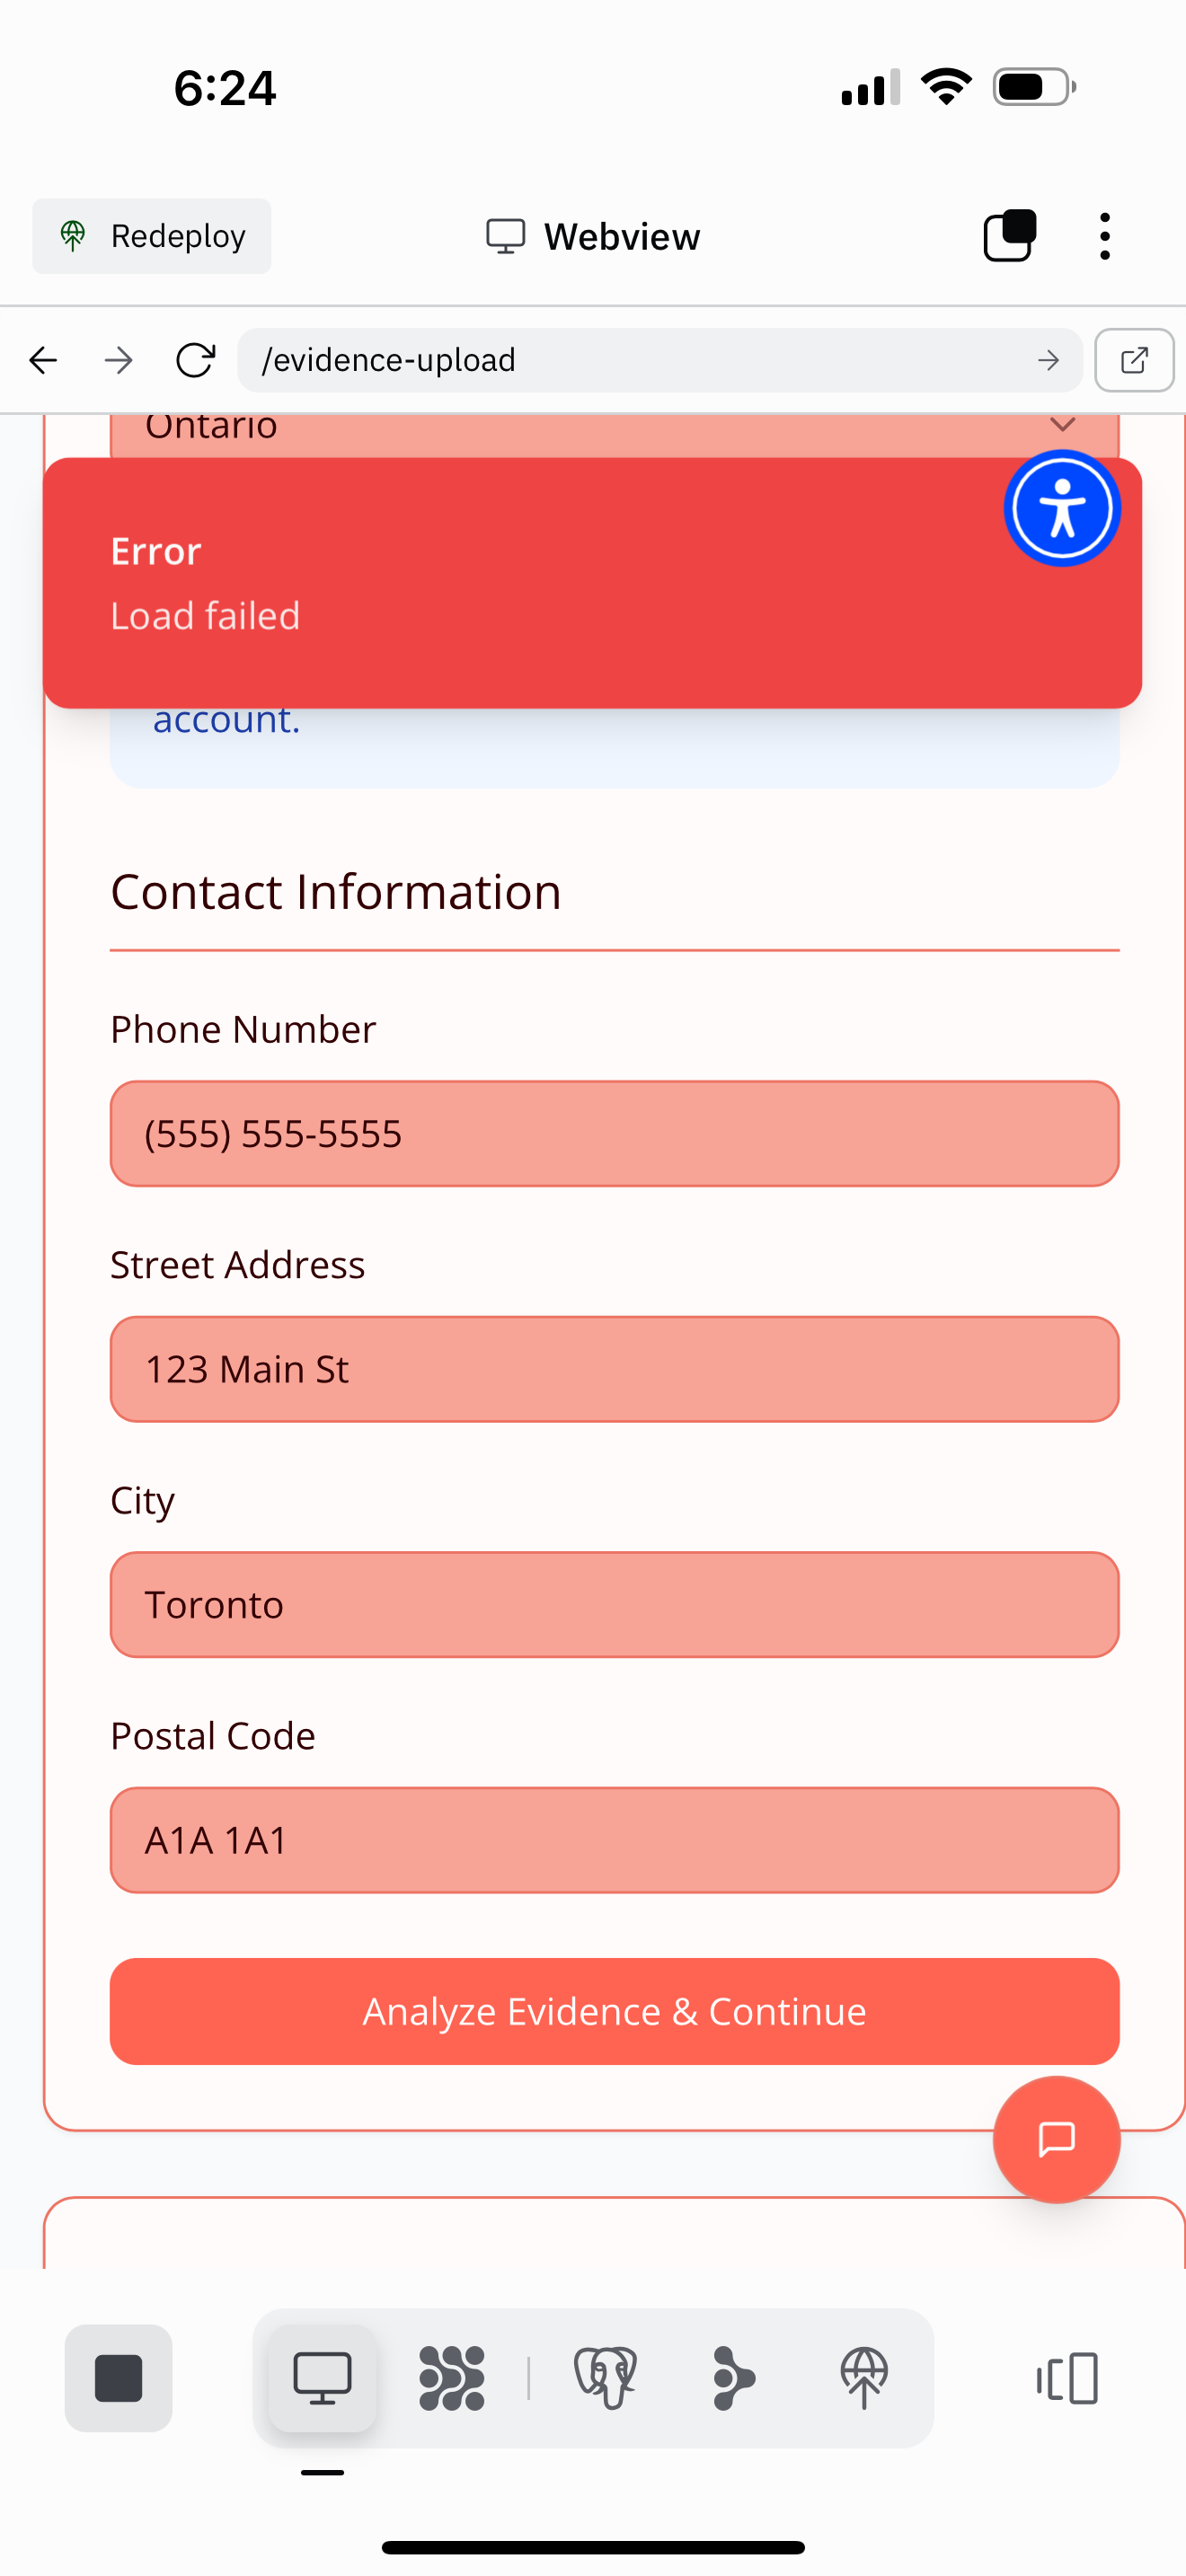 6:24
Redeploy
Webview
/evidence-upload
Ontario
Error
Load failed
account.
Contact Information
Phone Number
(555) 555-5555
Street Address
123 Main St
City
Toronto
Postal Code
A1A 1A1
Analyze Evidence & Continue